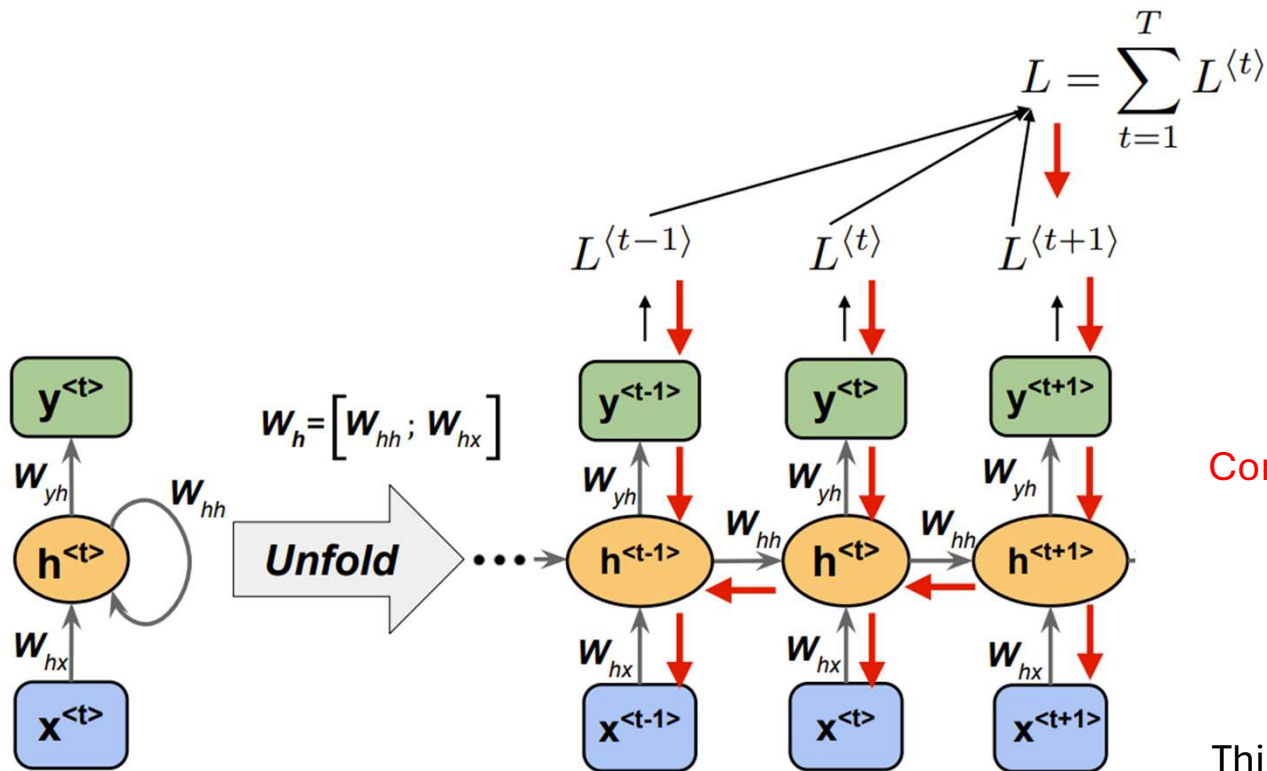 L = \sum_{t=1}^{T} L^{⟨t⟩}
L^{⟨t−1⟩} L^{⟨t⟩} L^{⟨t+1⟩}
y<t> W_h=[W_hh ; W_hx] y<t-1> y<t> y<t+1>
W_yh W_hh W_yh W_yh W_yh
W_hh W_hh
h<t> Unfold ••• h<t-1> h<t> h<t+1>
W_hx W_hx W_hx W_hx
x<t> x<t-1> x<t> x<t+1>